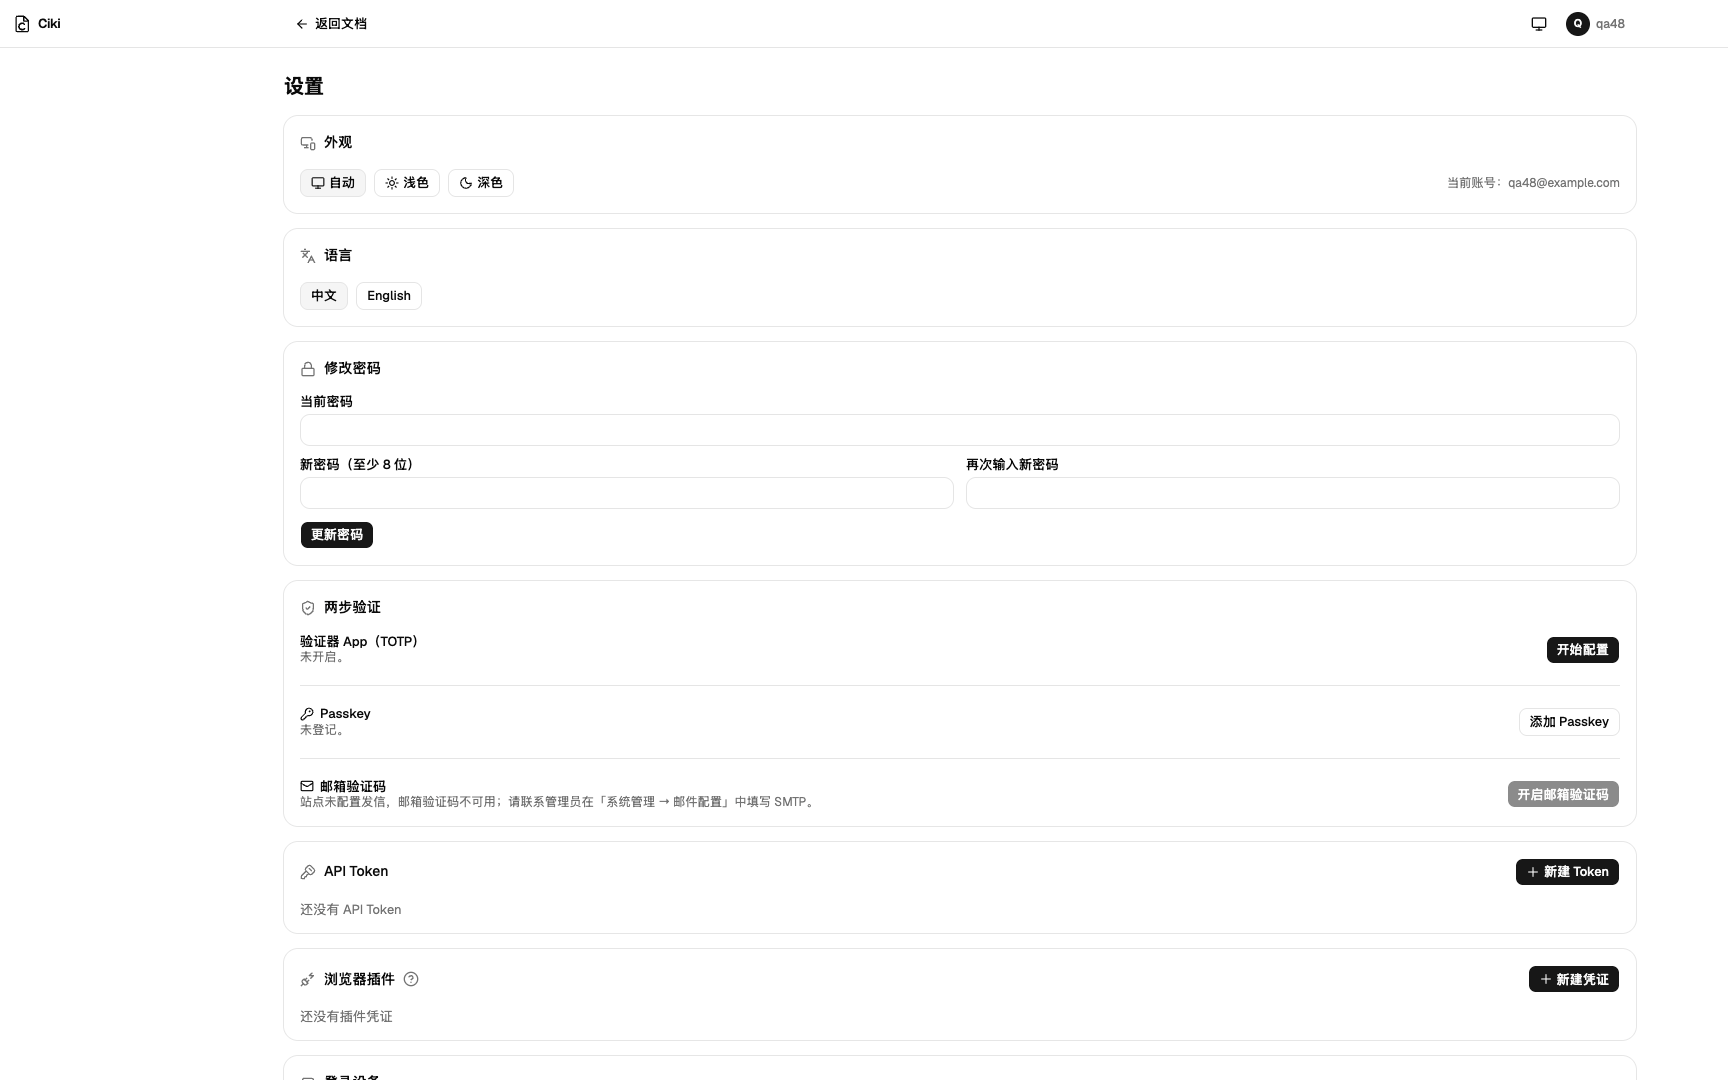 Ciki
返回文档
Q qa48
设置
外观
自动 浅色 深色
当前账号：qa48@example.com
语言
中文 English
修改密码
当前密码
新密码（至少 8 位）
再次输入新密码
更新密码
两步验证
验证器 App（TOTP）
未开启。
开始配置
Passkey
未登记。
添加 Passkey
邮箱验证码
站点未配置发信，邮箱验证码不可用；请联系管理员在「系统管理 → 邮件配置」中填写 SMTP。
开启邮箱验证码
API Token
+ 新建 Token
还没有 API Token
浏览器插件
+ 新建凭证
还没有插件凭证
登录设备